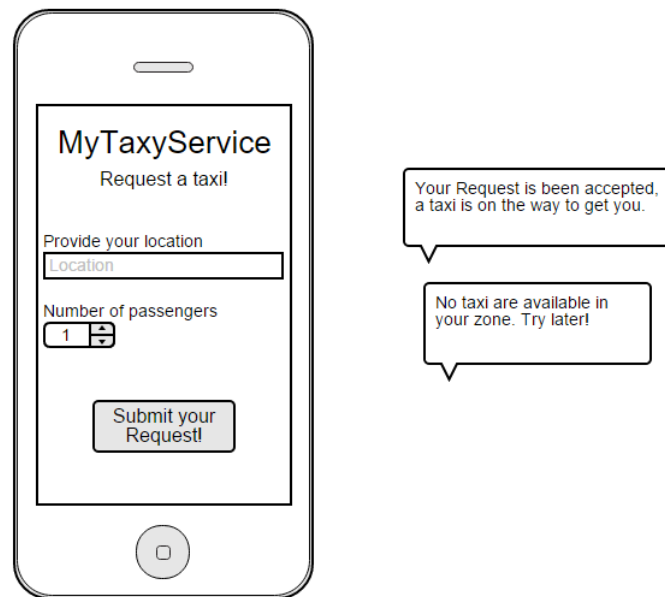 MyTaxyService
Request a taxi!
Provide your location
Location
Number of passengers
1
Submit your
Request!
Your Request is been accepted,
a taxi is on the way to get you.
No taxi are available in
your zone. Try later!